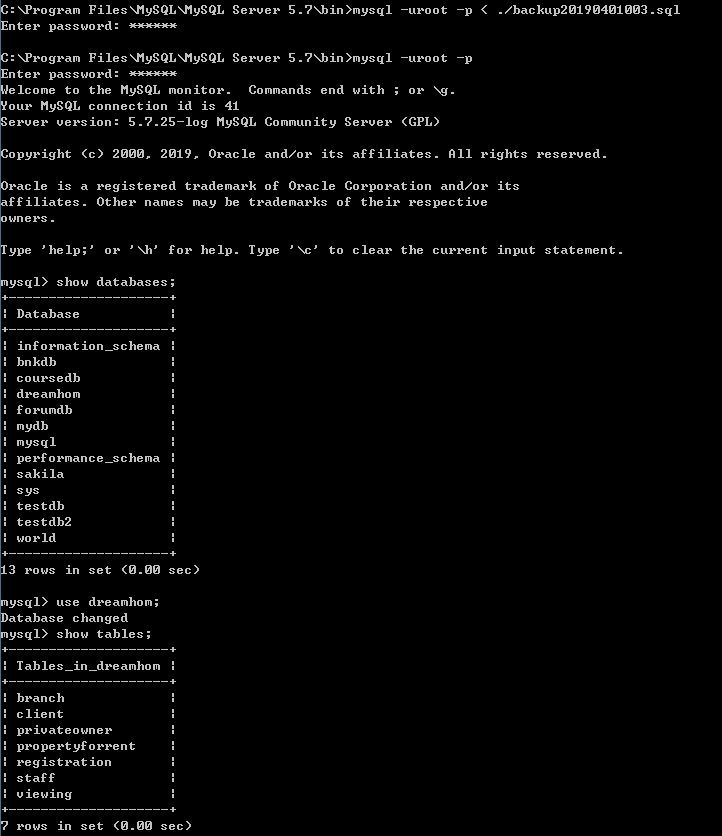 C:\Program Files\MySQL\MySQL Server 5.7\bin>mysql -uroot -p < ./backup20190401003.sql
Enter password: ******
C:\Program Files\MySQL\MySQL Server 5.7\bin>mysql -uroot -p
Enter password: ******
Welcome to the MySQL monitor.  Commands end with ; or \g.
Your MySQL connection id is 41
Server version: 5.7.25-log MySQL Community Server (GPL)
Copyright (c) 2000, 2019, Oracle and/or its affiliates. All rights reserved.
Oracle is a registered trademark of Oracle Corporation and/or its
affiliates. Other names may be trademarks of their respective
owners.
Type 'help;' or '\h' for help. Type '\c' to clear the current input statement.
mysql> show databases;
+--------------------+
| Database           |
+--------------------+
| information_schema |
| bnkdb              |
| coursedb           |
| dreamhom           |
| forumdb            |
| mydb               |
| mysql              |
| performance_schema |
| sakila             |
| sys                |
| testdb             |
| testdb2            |
| world              |
+--------------------+
13 rows in set (0.00 sec)
mysql> use dreamhom;
Database changed
mysql> show tables;
+--------------------+
| Tables_in_dreamhom |
+--------------------+
| branch             |
| client             |
| privateowner       |
| propertyforrent    |
| registration       |
| staff              |
| viewing            |
+--------------------+
7 rows in set (0.00 sec)